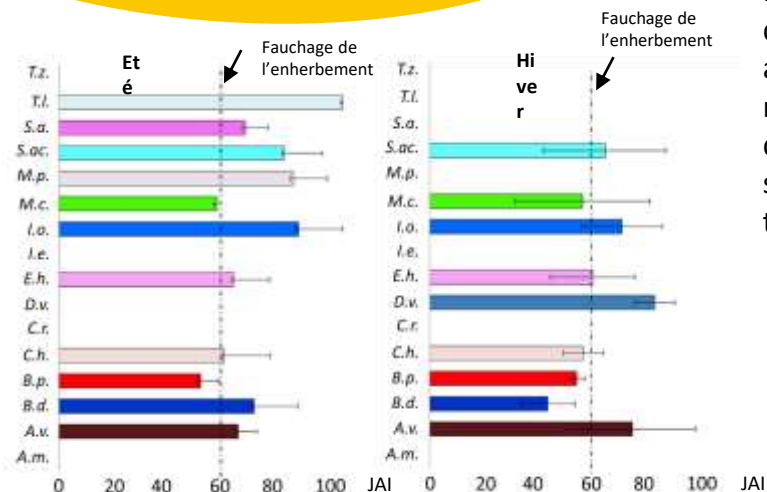 Fauchage de
l’enherbement
Et
é
T.z.
T.l.
S.a.
S.ac.
M.p.
M.c.
I.o.
I.e.
E.h.
D.v.
C.r.
C.h.
B.p.
B.d.
A.v.
A.m.
0 20 40 60 80 100 JAI
Fauchage de
l’enherbement
Hi
ve
r
T.z.
T.l.
S.a.
S.ac.
M.p.
M.c.
I.o.
I.e.
E.h.
D.v.
C.r.
C.h.
B.p.
B.d.
A.v.
A.m.
0 20 40 60 80 100 JAI